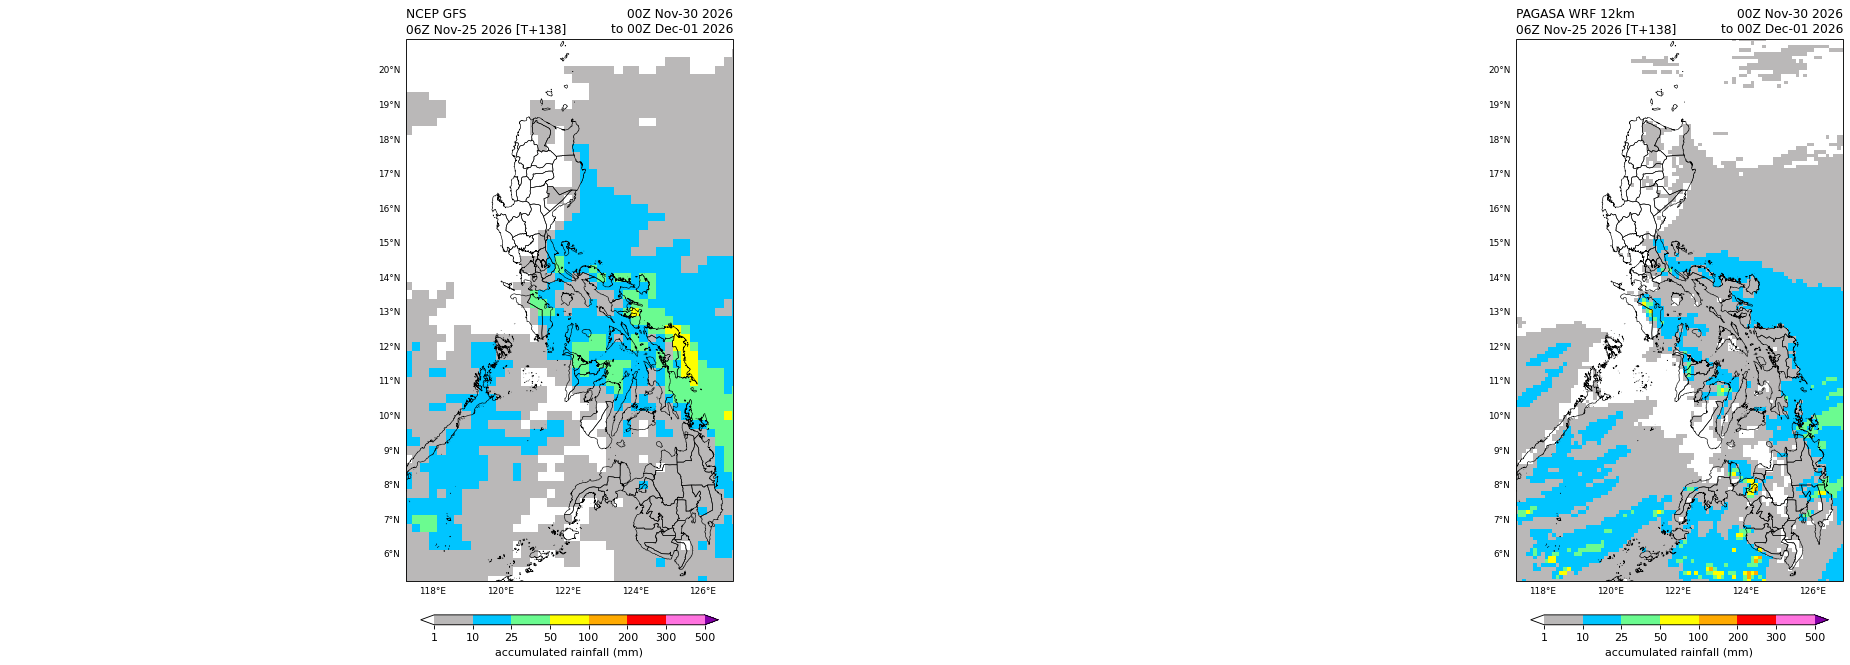 NCEP GFS 00Z Nov-30 2026
06Z Nov-25 2026 [T+138] to 00Z Dec-01 2026
20°N
19°N
18°N
17°N
16°N
15°N
14°N
13°N
12°N
11°N
10°N
9°N
8°N
7°N
6°N
118°E 120°E 122°E 124°E 126°E
1 10 25 50 100 200 300 500
accumulated rainfall (mm)
PAGASA WRF 12km 00Z Nov-30 2026
06Z Nov-25 2026 [T+138] to 00Z Dec-01 2026
20°N
19°N
18°N
17°N
16°N
15°N
14°N
13°N
12°N
11°N
10°N
9°N
8°N
7°N
6°N
118°E 120°E 122°E 124°E 126°E
1 10 25 50 100 200 300 500
accumulated rainfall (mm)